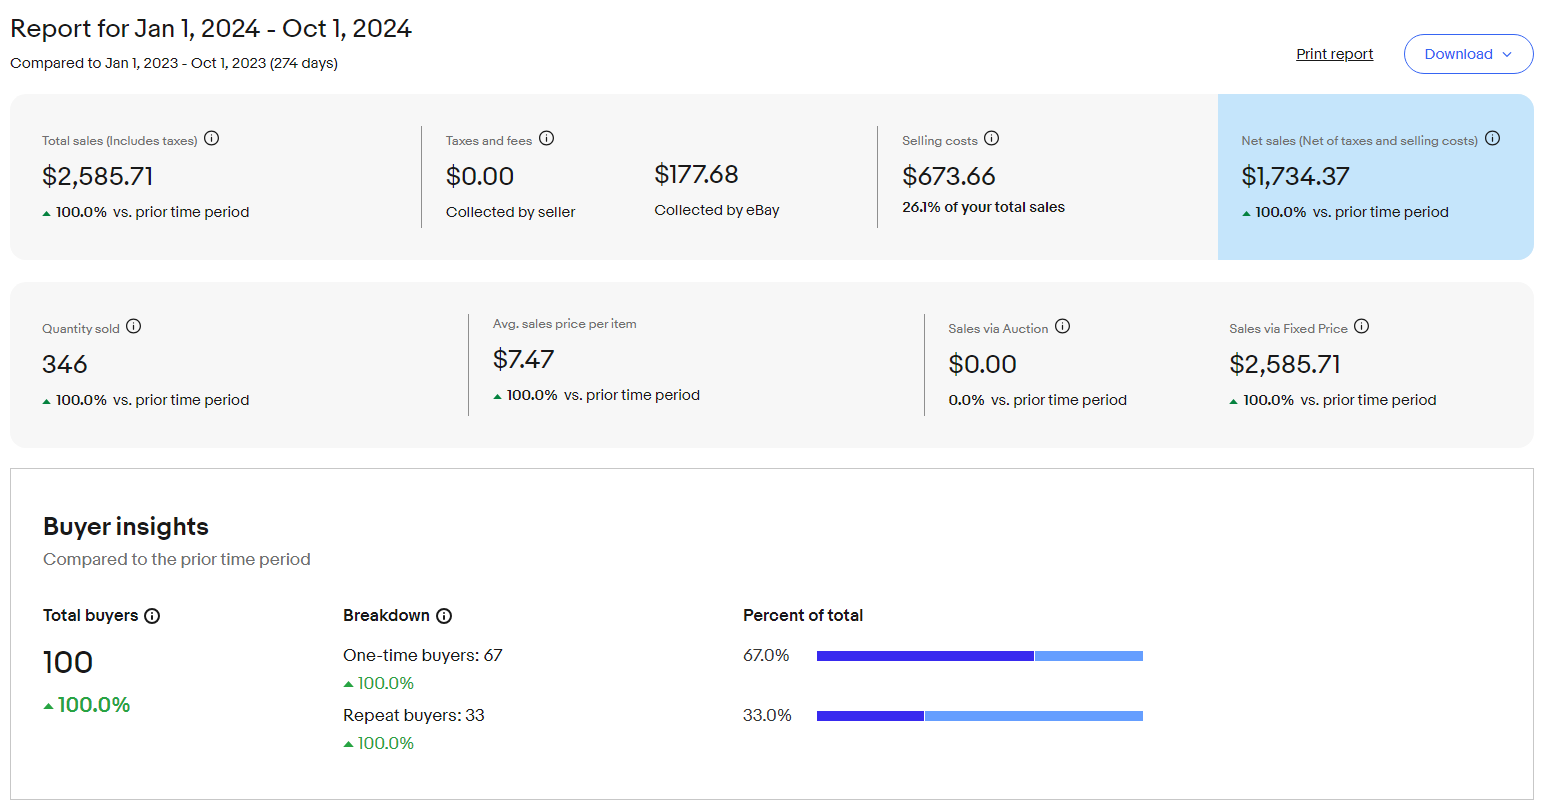 Report for Jan 1, 2024 - Oct 1, 2024
Compared to Jan 1, 2023 - Oct 1, 2023 (274 days)
Print report
Download
Total sales (Includes taxes)
$2,585.71
100.0% vs. prior time period
Taxes and fees
$0.00
Collected by seller
$177.68
Collected by eBay
Selling costs
$673.66
26.1% of your total sales
Net sales (Net of taxes and selling costs)
$1,734.37
100.0% vs. prior time period
Quantity sold
346
100.0% vs. prior time period
Avg. sales price per item
$7.47
100.0% vs. prior time period
Sales via Auction
$0.00
0.0% vs. prior time period
Sales via Fixed Price
$2,585.71
100.0% vs. prior time period
Buyer insights
Compared to the prior time period
Total buyers
100
100.0%
Breakdown
One-time buyers: 67
100.0%
Repeat buyers: 33
100.0%
Percent of total
67.0%
33.0%